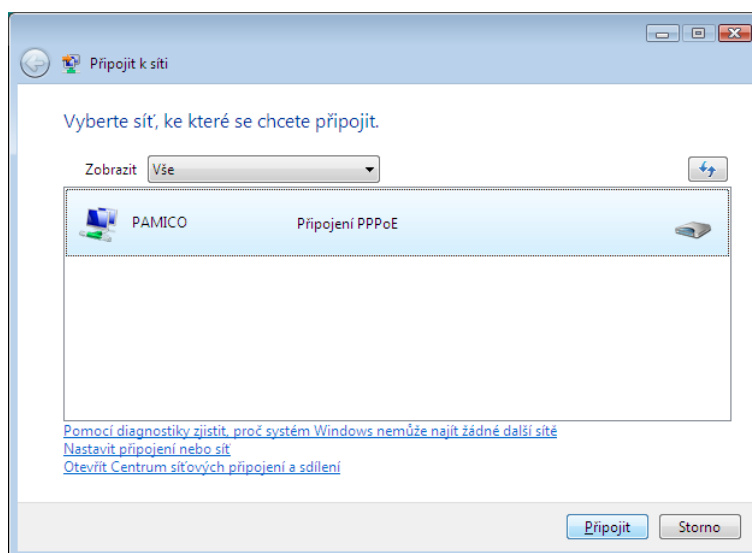 Připojit k síti
Vyberte síť, ke které se chcete připojit.
Zobrazit Vše
PAMICO Připojení PPPoE
Pomocí diagnostiky zjistit, proč systém Windows nemůže najít žádné další sítě
Nastavit připojení nebo síť
Otevřít Centrum síťových připojení a sdílení
Připojit Storno